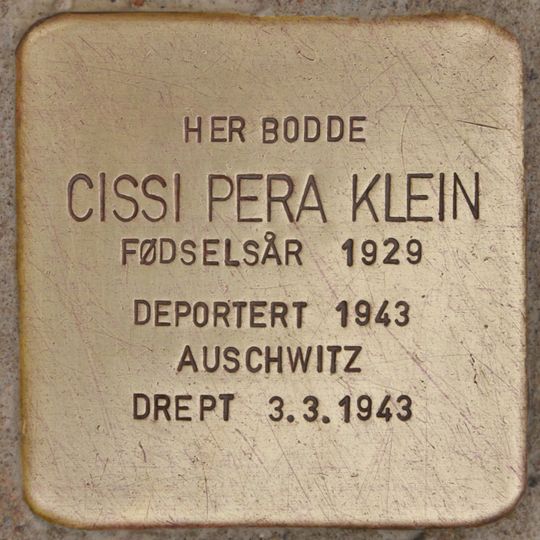 HER BODDE
CISSI PERA KLEIN
FØDSELSÅR 1929
DEPORTERT 1943
AUSCHWITZ
DREPT 3.3.1943